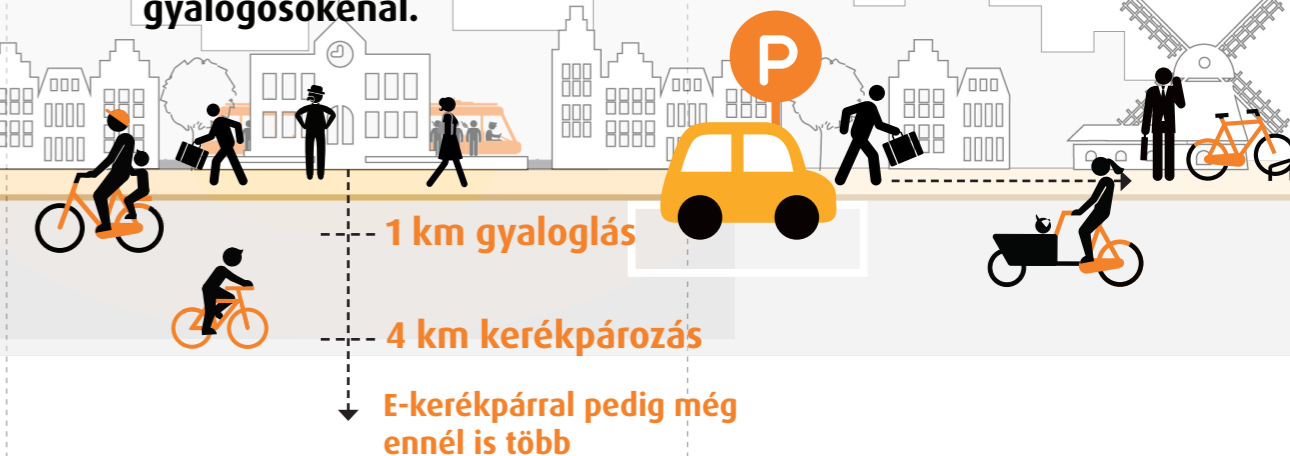 gyalogosokénál.
P
1 km gyaloglás
4 km kerékpározás
E-kerékpárral pedig még
ennél is több